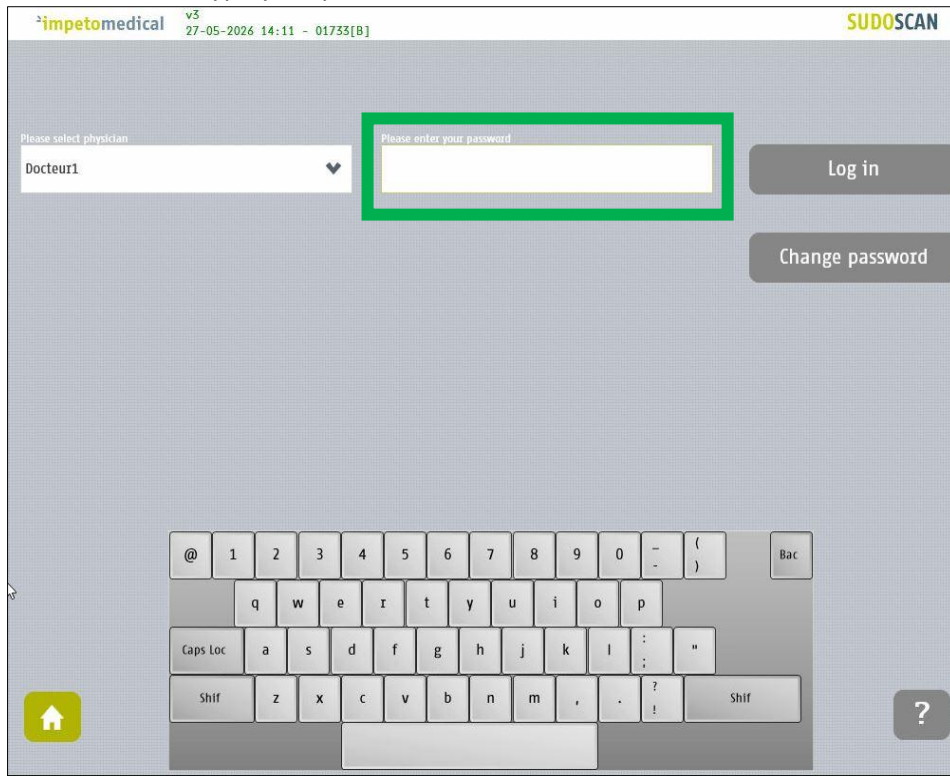 impetomedical
v3
27-05-2026 14:11 - 01733[B]
SUDOSCAN
Please select physician
Please enter your password
Docteur1
Log in
Change password
@ 1 2 3 4 5 6 7 8 9 0 _ - ( ) Bac
q w e r t y u i o p
Caps Loc a s d f g h j k l : ; "
Shif z x c v b n m , . ? ! Shif
?